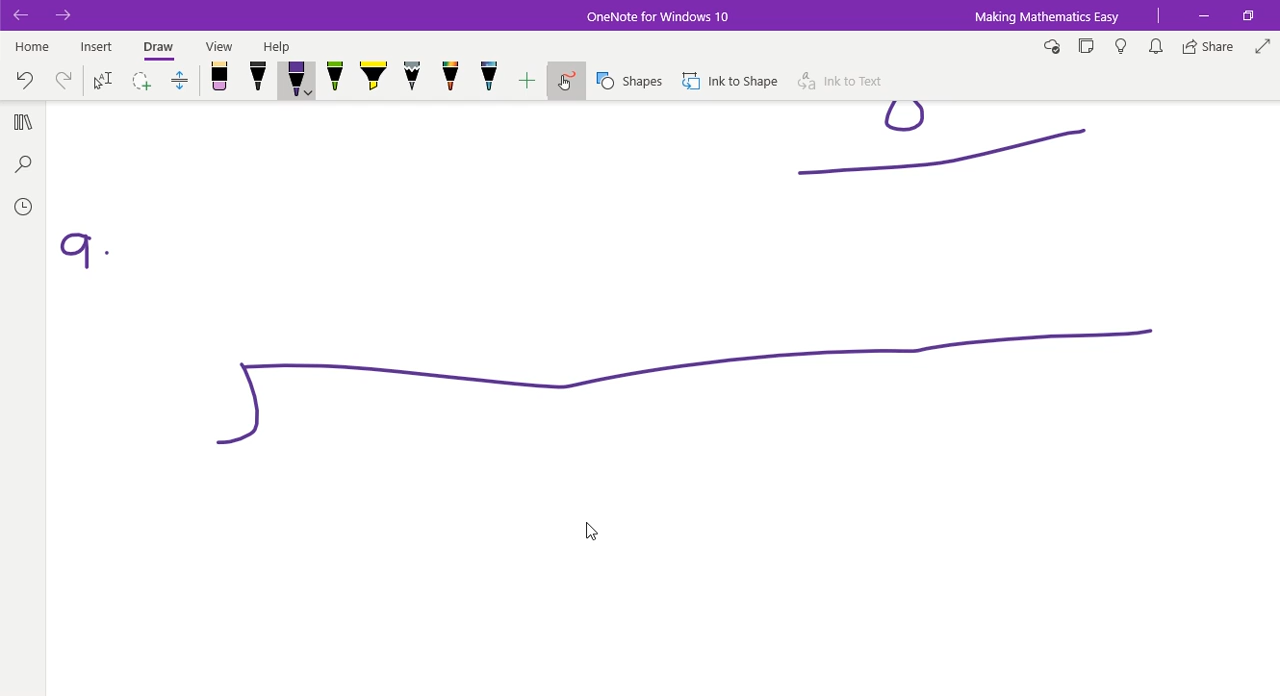 OneNote for Windows 10 Making Mathematics Easy
Home Insert Draw View Help Share
Shapes Ink to Shape Ink to Text
9.